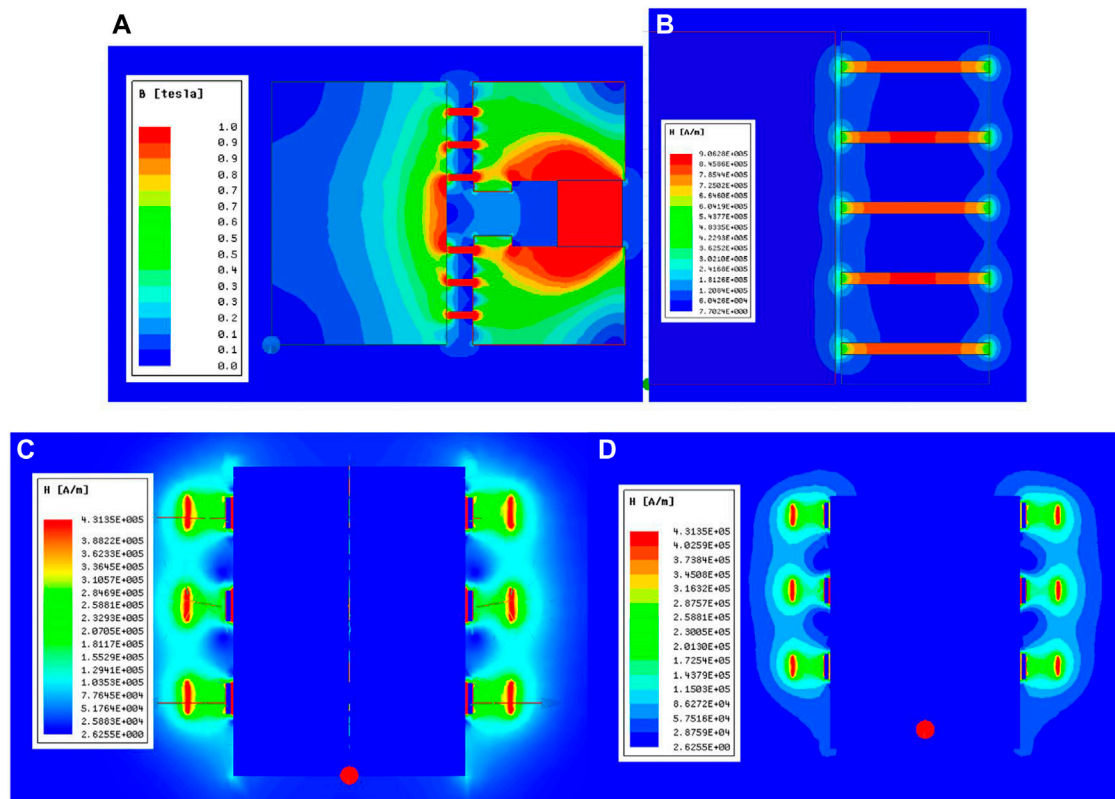 A
B [tesla]
1.0
0.9
0.9
0.8
0.7
0.7
0.6
0.5
0.5
0.4
0.3
0.3
0.2
0.1
0.1
0.0
B
H [A/m]
9.0628E+005
8.4586E+005
7.8544E+005
7.2502E+005
6.6460E+005
6.0419E+005
5.4377E+005
4.8335E+005
4.2293E+005
3.6252E+005
3.0210E+005
2.4168E+005
1.8126E+005
1.2084E+005
6.0426E+004
7.7024E+000
C
H [A/m]
4.3135E+005
3.8822E+005
3.6233E+005
3.3645E+005
3.1057E+005
2.8469E+005
2.5881E+005
2.3293E+005
2.0705E+005
1.8117E+005
1.5529E+005
1.2941E+005
1.0353E+005
7.7645E+004
5.1764E+004
2.5883E+004
2.6255E+000
D
H [A/m]
4.3135E+05
4.0259E+05
3.7384E+05
3.4508E+05
3.1632E+05
2.8757E+05
2.5881E+05
2.3005E+05
2.0130E+05
1.7254E+05
1.4379E+05
1.1503E+05
8.6272E+04
5.7516E+04
2.8759E+04
2.6255E+00